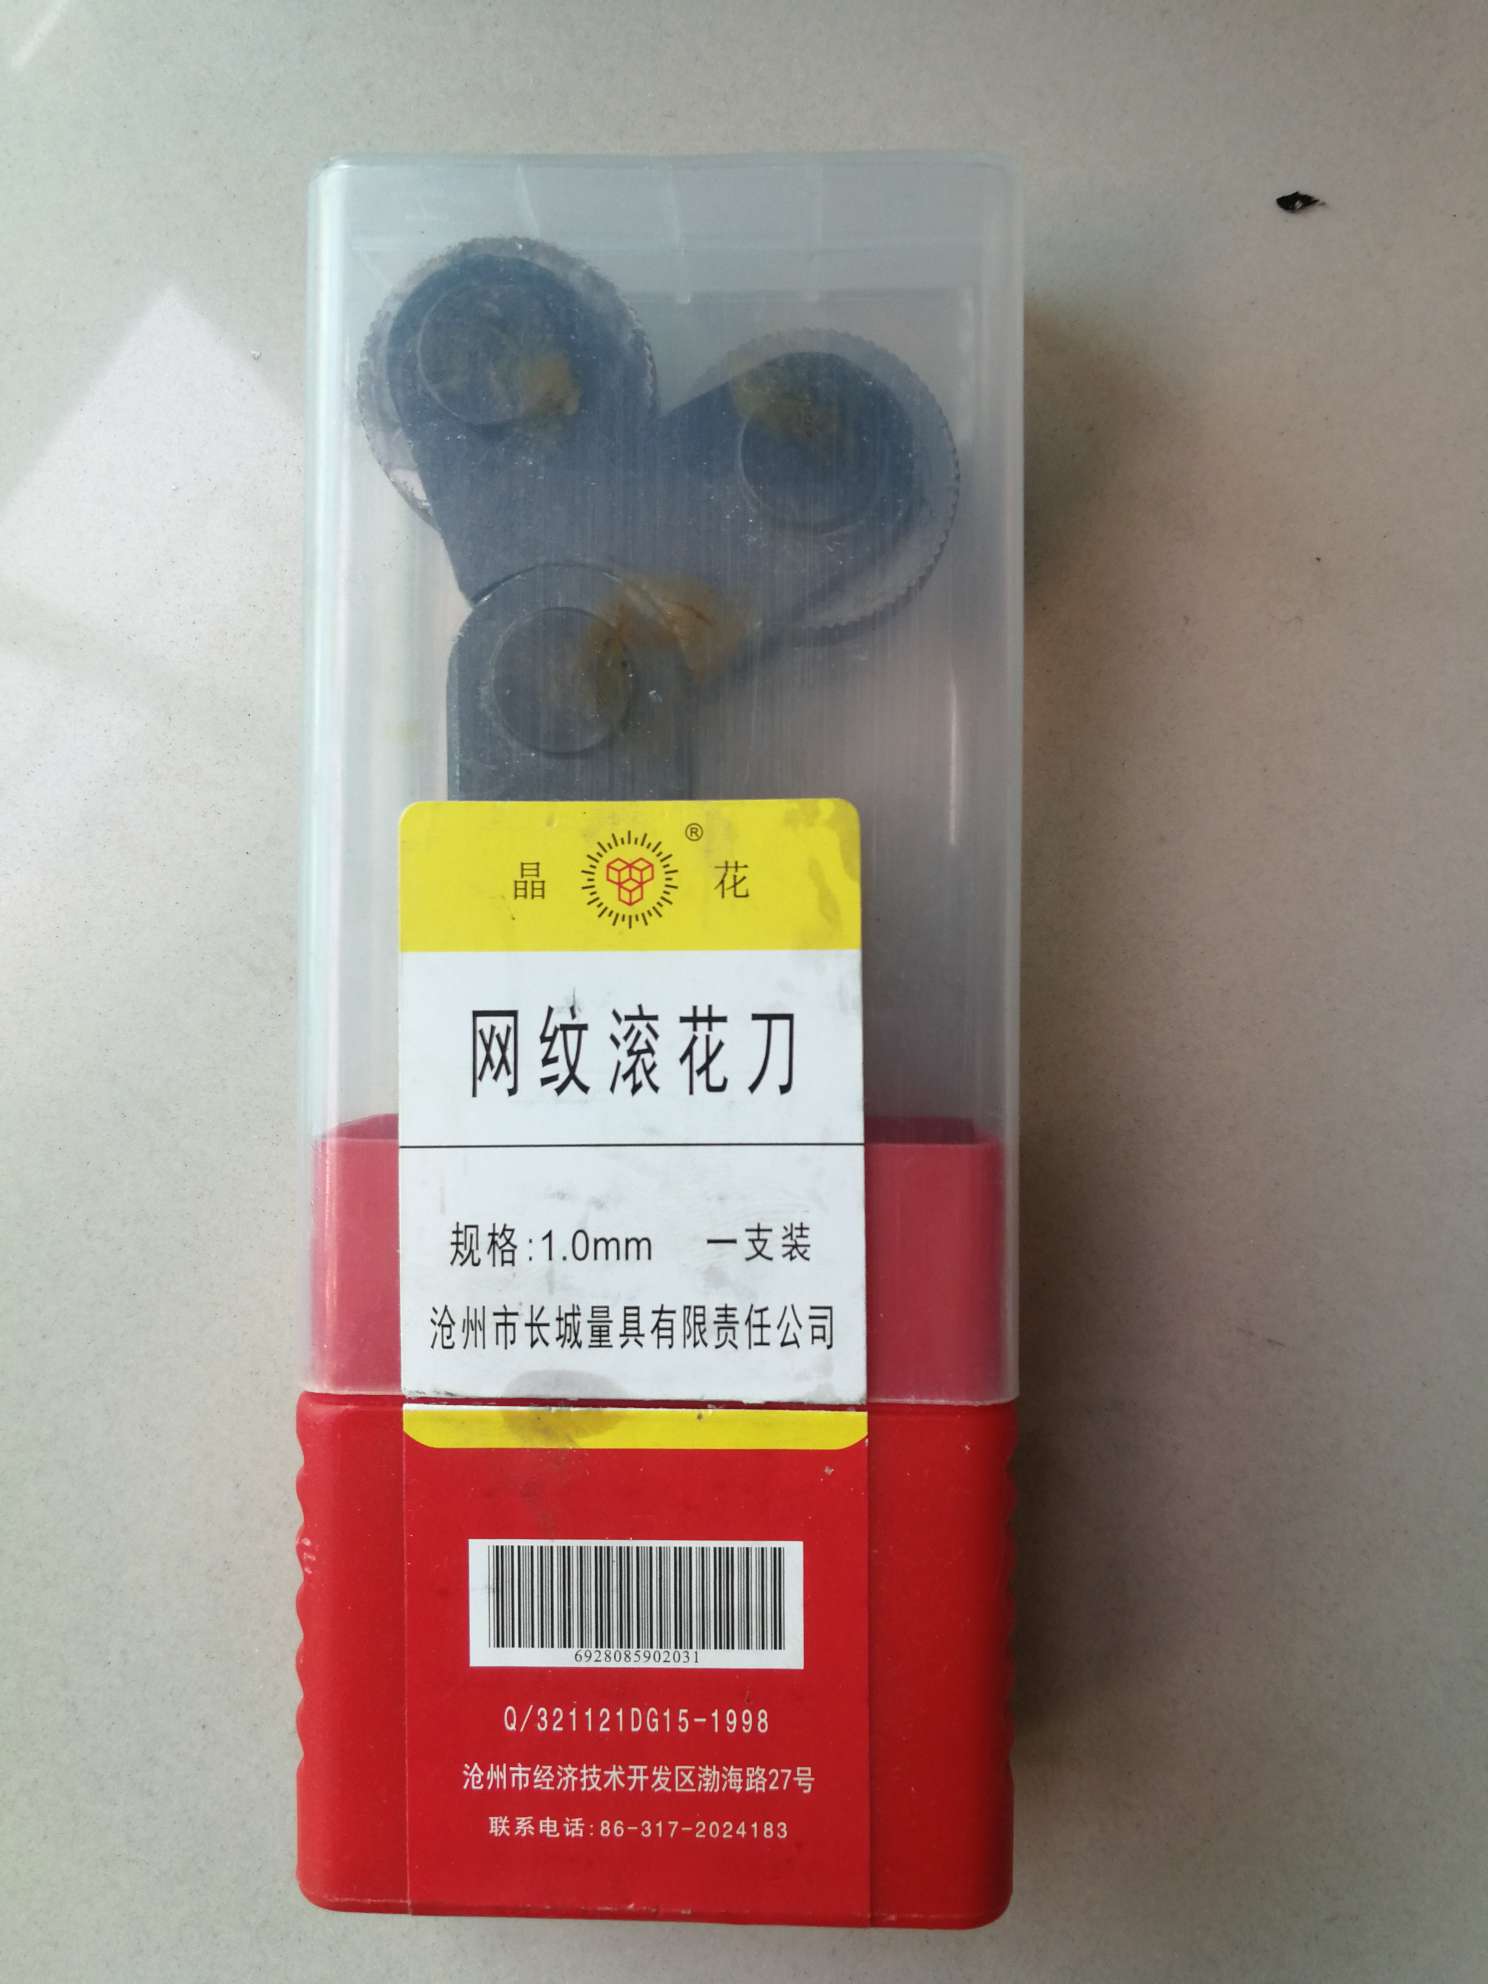 晶 ® 花
网纹滚花刀
规格:1.0mm 一支装
沧州市长城量具有限责任公司
6928085902031
Q/321121DG15-1998
沧州市经济技术开发区渤海路27号
联系电话:86-317-2024183